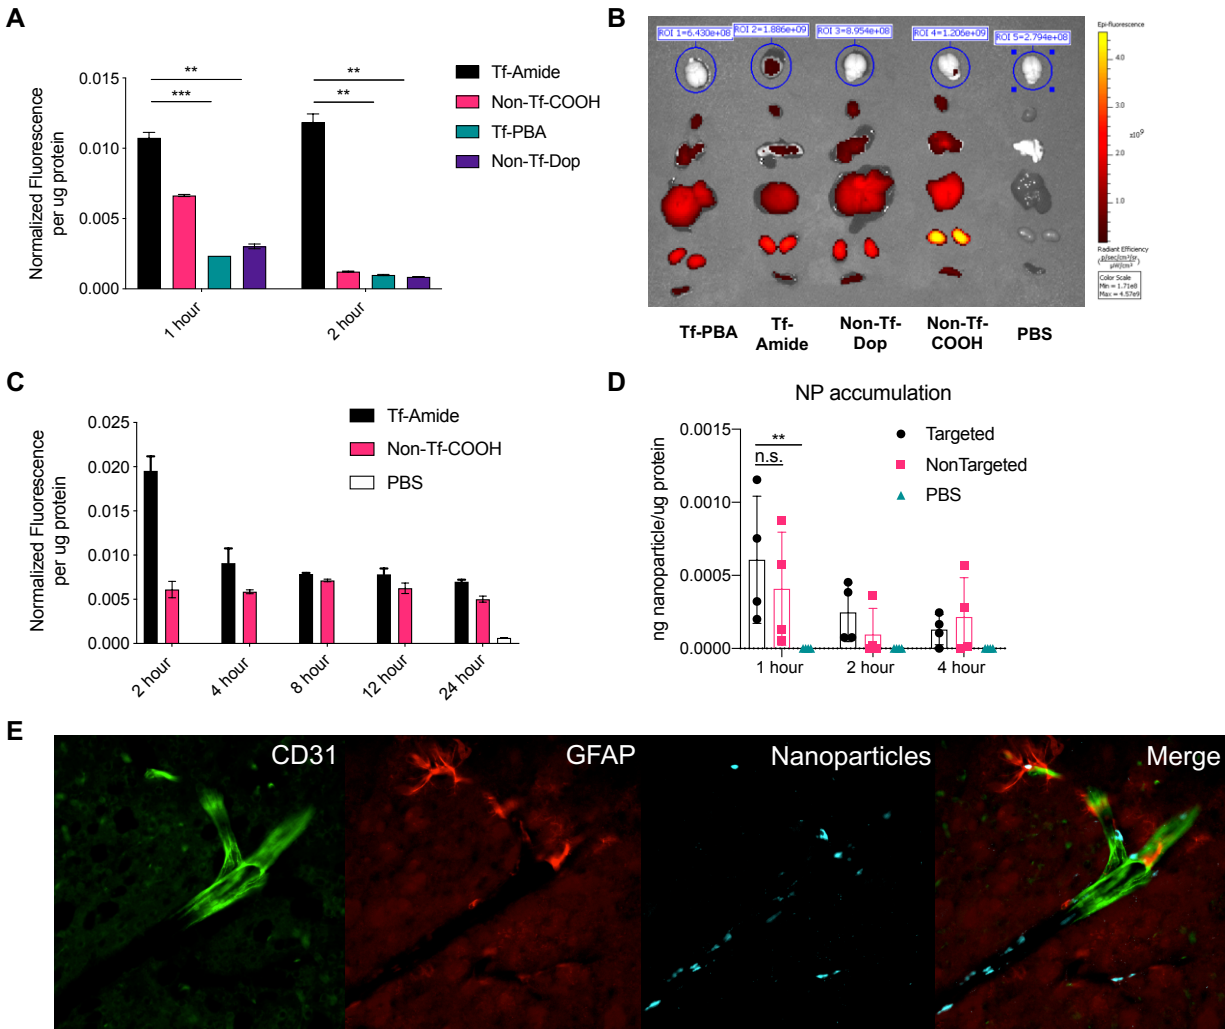 A
Normalized Fluorescence
per ug protein
0.015
0.010
0.005
0.000
**
***
**
**
1 hour
2 hour
Tf-Amide
Non-Tf-COOH
Tf-PBA
Non-Tf-Dop
B
ROI 1=6.430e+08
ROI 2=1.886e+09
ROI 3=8.954e+08
ROI 4=1.206e+09
ROI 5=2.794e+08
Epi-fluorescence
4.0
3.0
x10⁹
2.0
1.0
Radiant Efficiency
(p/sec/cm²/sr / µW/cm²)
Color Scale
Min = 1.71e8
Max = 4.57e9
Tf-PBA
Tf-
Amide
Non-Tf-
Dop
Non-Tf-
COOH
PBS
C
Normalized Fluorescence
per ug protein
0.025
0.020
0.015
0.010
0.005
0.000
2 hour
4 hour
8 hour
12 hour
24 hour
Tf-Amide
Non-Tf-COOH
PBS
D
NP accumulation
ng nanoparticle/ug protein
0.0015
0.0010
0.0005
0.0000
**
n.s.
1 hour
2 hour
4 hour
Targeted
NonTargeted
PBS
E
CD31
GFAP
Nanoparticles
Merge